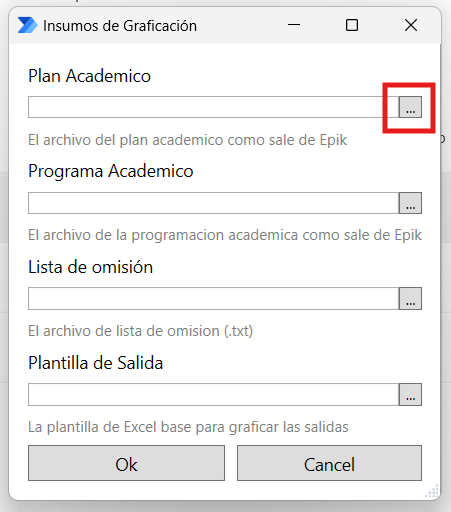 Insumos de Graficación
Plan Academico
...
El archivo del plan academico como sale de Epik
Programa Academico
...
El archivo de la programacion academica como sale de Epik
Lista de omisión
...
El archivo de lista de omision (.txt)
Plantilla de Salida
...
La plantilla de Excel base para graficar las salidas
Ok
Cancel